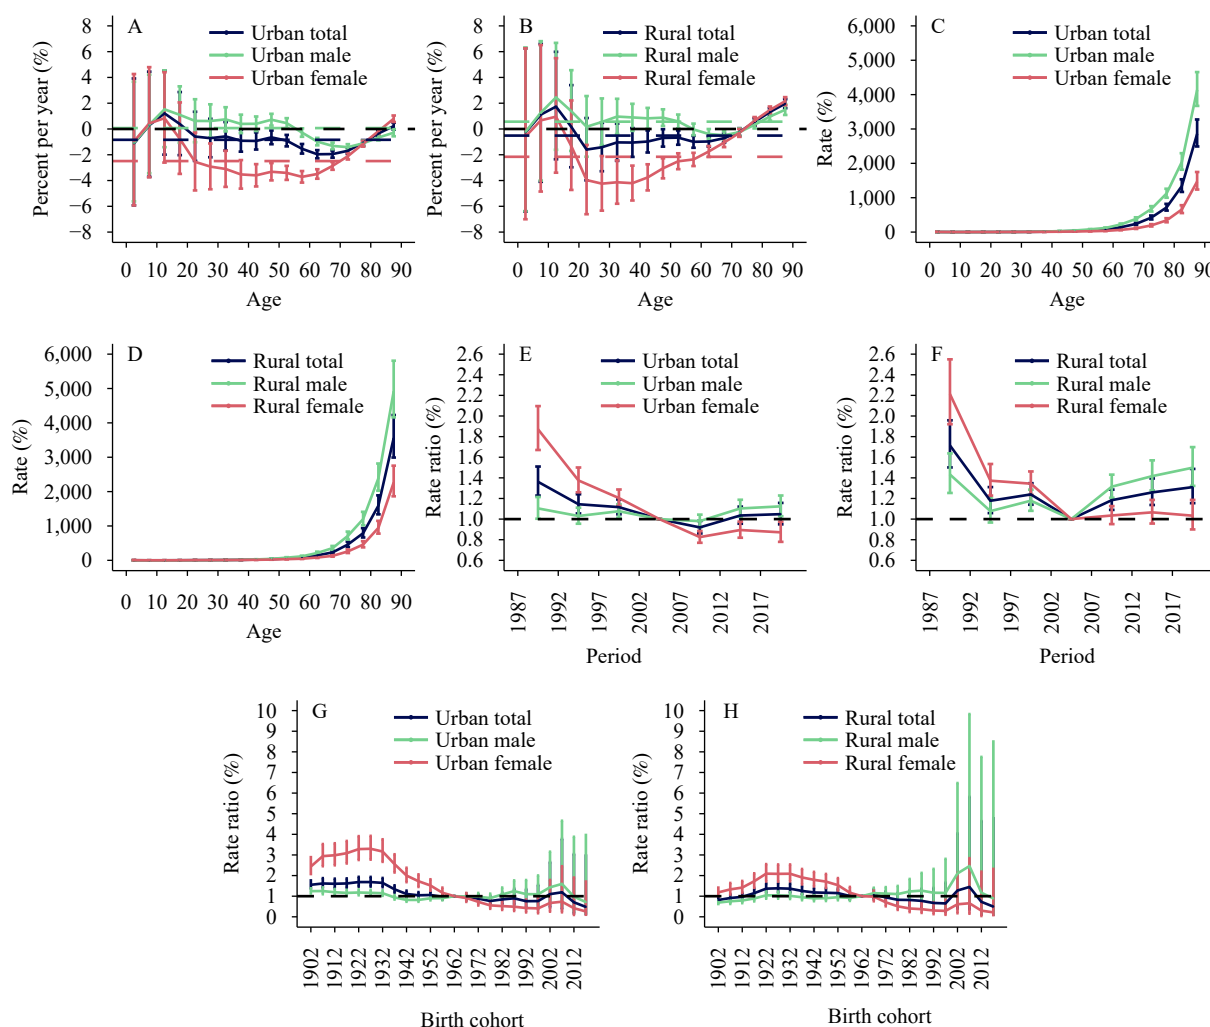 A
Urban total
Urban male
Urban female
8
6
4
2
0
−2
−4
−6
−8
Percent per year (%)
0 10 20 30 40 50 60 70 80 90
Age
B
Rural total
Rural male
Rural female
8
6
4
2
0
−2
−4
−6
−8
Percent per year (%)
0 10 20 30 40 50 60 70 80 90
Age
C
Urban total
Urban male
Urban female
6,000
5,000
4,000
3,000
2,000
1,000
0
Rate (%)
0 10 20 30 40 50 60 70 80 90
Age
D
Rural total
Rural male
Rural female
6,000
5,000
4,000
3,000
2,000
1,000
0
Rate (%)
0 10 20 30 40 50 60 70 80 90
Age
E
Urban total
Urban male
Urban female
2.6
2.4
2.2
2.0
1.8
1.6
1.4
1.2
1.0
0.8
0.6
Rate ratio (%)
1987 1992 1997 2002 2007 2012 2017
Period
F
Rural total
Rural male
Rural female
2.6
2.4
2.2
2.0
1.8
1.6
1.4
1.2
1.0
0.8
0.6
Rate ratio (%)
1987 1992 1997 2002 2007 2012 2017
Period
G
Urban total
Urban male
Urban female
10
9
8
7
6
5
4
3
2
1
0
Rate ratio (%)
1902 1912 1922 1932 1942 1952 1962 1972 1982 1992 2002 2012
Birth cohort
H
Rural total
Rural male
Rural female
10
9
8
7
6
5
4
3
2
1
0
Rate ratio (%)
1902 1912 1922 1932 1942 1952 1962 1972 1982 1992 2002 2012
Birth cohort